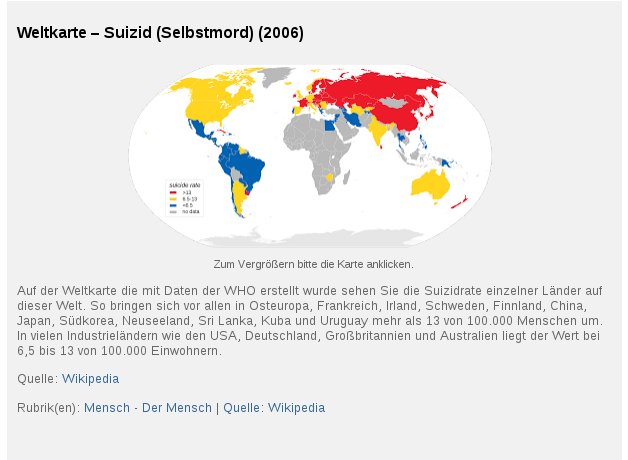 Weltkarte – Suizid (Selbstmord) (2006)
suicide rate
>13
6.5-13
<6.5
no data
Zum Vergrößern bitte die Karte anklicken.
Auf der Weltkarte die mit Daten der WHO erstellt wurde sehen Sie die Suizidrate einzelner Länder auf
dieser Welt. So bringen sich vor allen in Osteuropa, Frankreich, Irland, Schweden, Finnland, China,
Japan, Südkorea, Neuseeland, Sri Lanka, Kuba und Uruguay mehr als 13 von 100.000 Menschen um.
In vielen Industrieländern wie den USA, Deutschland, Großbritannien und Australien liegt der Wert bei
6,5 bis 13 von 100.000 Einwohnern.
Quelle: Wikipedia
Rubrik(en): Mensch - Der Mensch | Quelle: Wikipedia